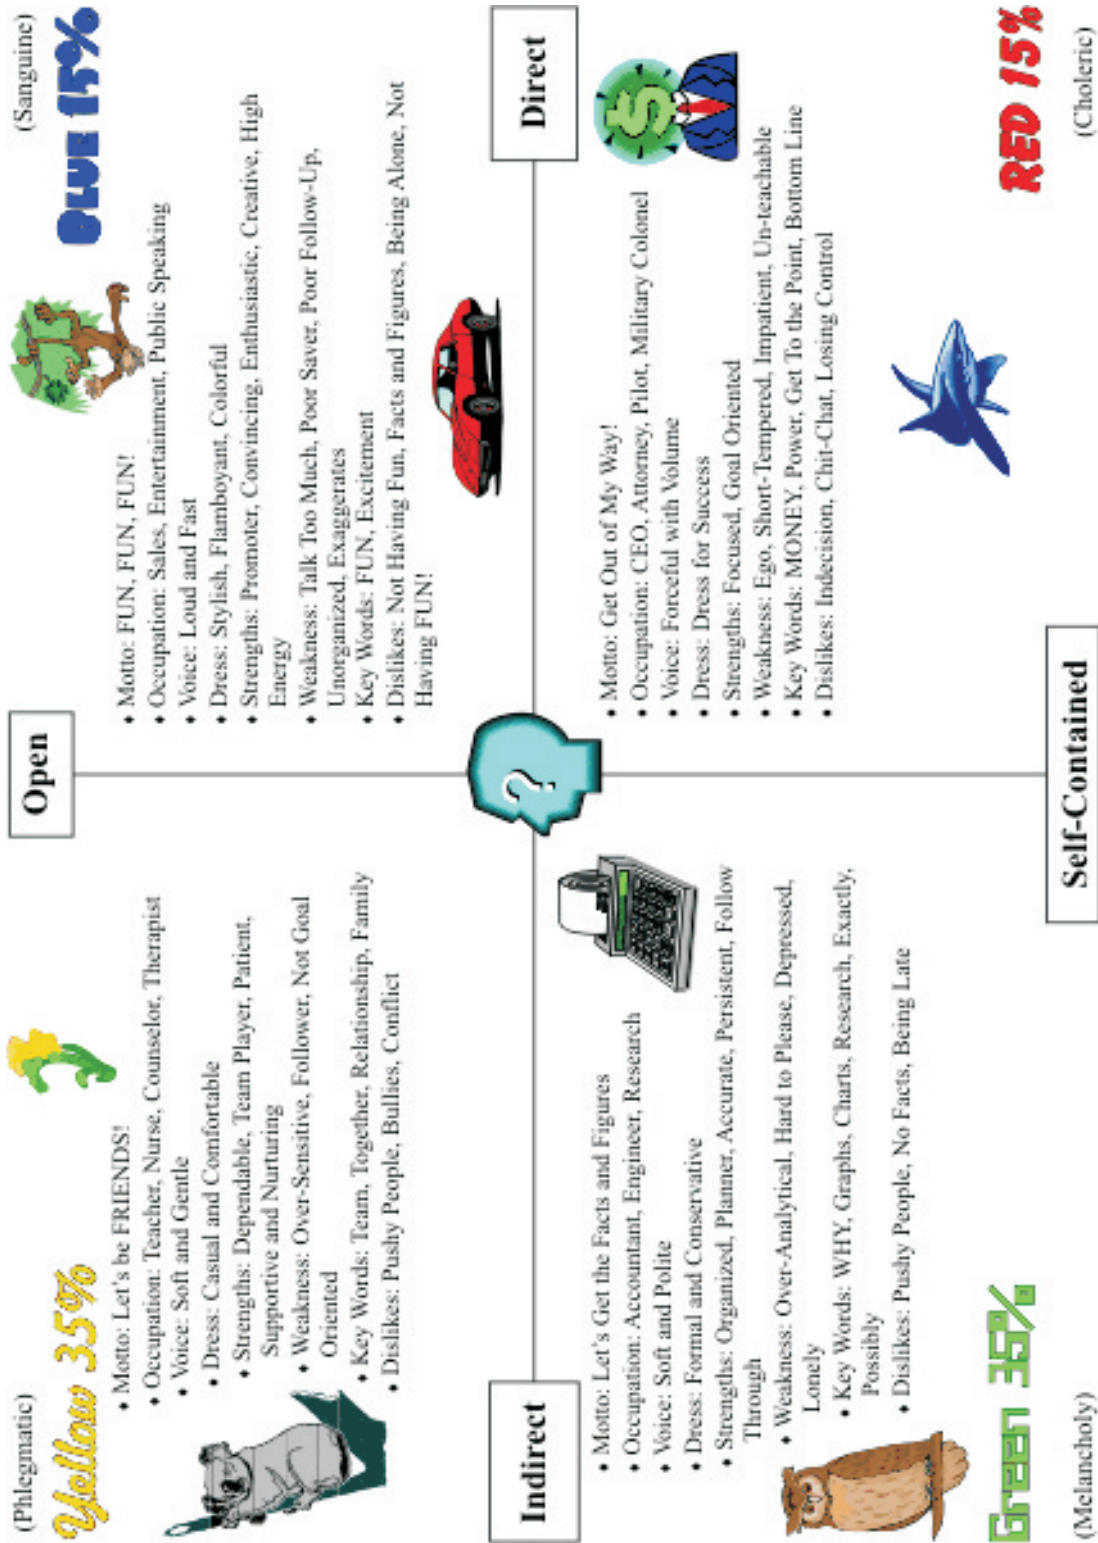 (Phlegmatic)
Yellow 35%
• Motto: Let's be FRIENDS!
• Occupation: Teacher, Nurse, Counselor, Therapist
• Voice: Soft and Gentle
• Dress: Casual and Comfortable
• Strengths: Dependable, Team Player, Patient,
Supportive and Nurturing
• Weakness: Over-Sensitive, Follower, Not Goal
Oriented
• Key Words: Team, Together, Relationship, Family
• Dislikes: Pushy People, Bullies, Conflict
Open
(Sanguine)
BLUE 15%
• Motto: FUN, FUN, FUN!
• Occupation: Sales, Entertainment, Public Speaking
• Voice: Loud and Fast
• Dress: Stylish, Flamboyant, Colorful
• Strengths: Promoter, Convincing, Enthusiastic, Creative, High
Energy
• Weakness: Talk Too Much, Poor Saver, Poor Follow-Up,
Unorganized, Exaggerates
• Key Words: FUN, Excitement
• Dislikes: Not Having Fun, Facts and Figures, Being Alone, Not
Having FUN!
Indirect
?
Direct
$
• Motto: Let's Get the Facts and Figures
• Occupation: Accountant, Engineer, Research
• Voice: Soft and Polite
• Dress: Formal and Conservative
• Strengths: Organized, Planner, Accurate, Persistent, Follow
Through
• Weakness: Over-Analytical, Hard to Please, Depressed,
Lonely
• Key Words: WHY, Graphs, Charts, Research, Exactly,
Possibly
• Dislikes: Pushy People, No Facts, Being Late
Green 35%
(Melancholy)
• Motto: Get Out of My Way!
• Occupation: CEO, Attorney, Pilot, Military Colonel
• Voice: Forceful with Volume
• Dress: Dress for Success
• Strengths: Focused, Goal Oriented
• Weakness: Ego, Short-Tempered, Impatient, Un-teachable
• Key Words: MONEY, Power, Get To the Point, Bottom Line
• Dislikes: Indecision, Chit-Chat, Losing Control
RED 15%
(Choleric)
Self-Contained